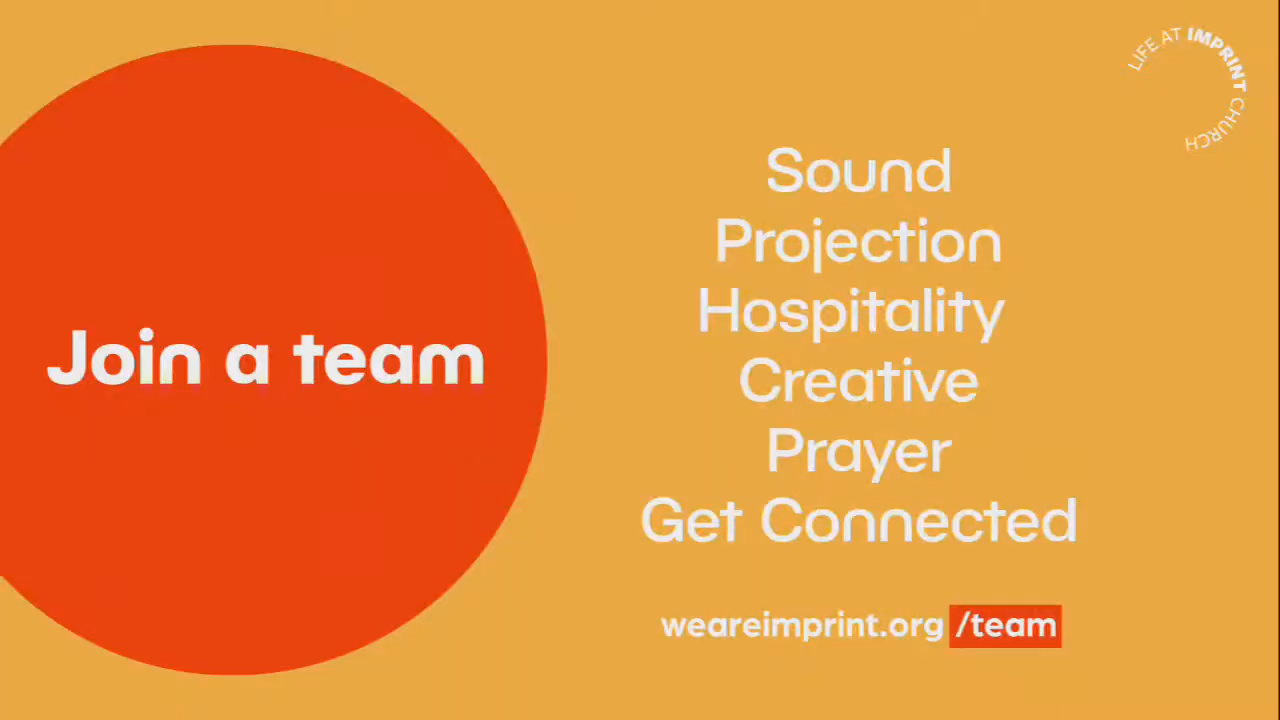 LIFE AT IMPRINT CHURCH
Join a team
Sound
Projection
Hospitality
Creative
Prayer
Get Connected
weareimprint.org /team